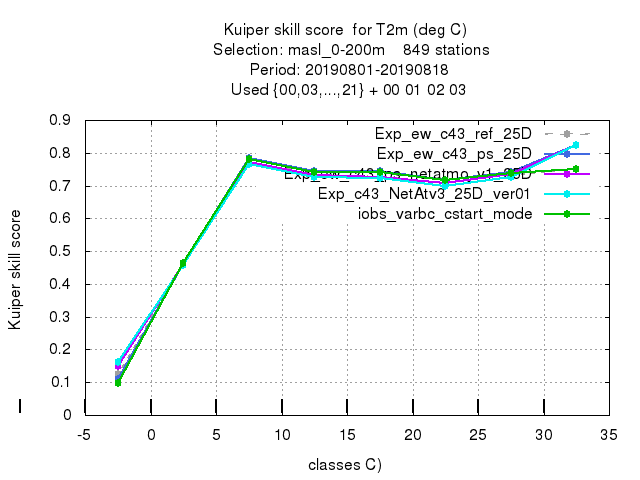 Kuiper skill score for T2m (deg C)
Selection: masl_0-200m 849 stations
Period: 20190801-20190818
Used {00,03,...,21} + 00 01 02 03
0.9
0.8
0.7
0.6
0.5
0.4
0.3
0.2
0.1
0
Kuiper skill score
Exp_ew_c43_ref_25D
Exp_ew_c43_ps_25D
Exp_c43_NetAtv3_25D_ver01
iobs_varbc_cstart_mode
-5 0 5 10 15 20 25 30 35
classes C)